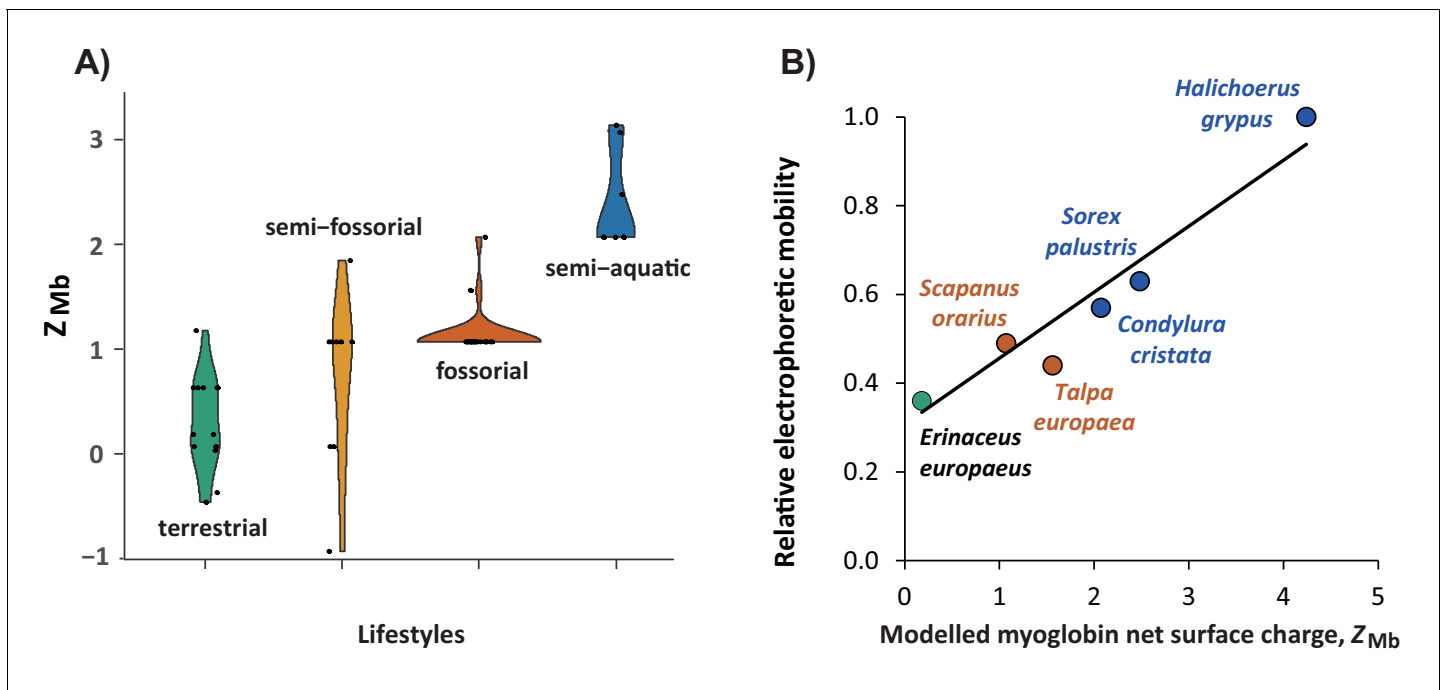 A)
Z Mb
3
2
1
0
−1
semi−fossorial
semi−aquatic
fossorial
terrestrial
Lifestyles
B)
Relative electrophoretic mobility
1.0
0.8
0.6
0.4
0.2
0.0
Halichoerus
grypus
Sorex
palustris
Scapanus
orarius
Condylura
cristata
Talpa
europaea
Erinaceus
europaeus
0 1 2 3 4 5
Modelled myoglobin net surface charge, Z Mb